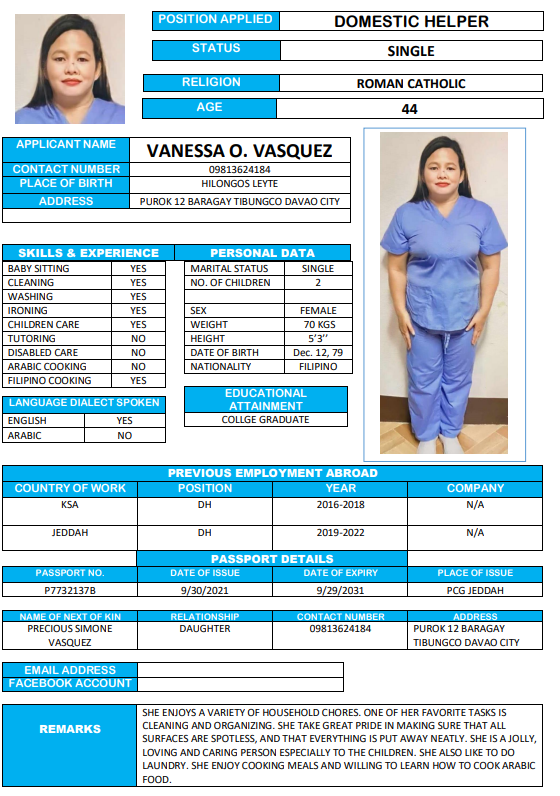 POSITION APPLIED DOMESTIC HELPER
STATUS SINGLE
RELIGION ROMAN CATHOLIC
AGE 44
APPLICANT NAME VANESSA O. VASQUEZ
CONTACT NUMBER 09813624184
PLACE OF BIRTH HILONGOS LEYTE
ADDRESS PUROK 12 BARAGAY TIBUNGCO DAVAO CITY
SKILLS & EXPERIENCE PERSONAL DATA
BABY SITTING YES MARITAL STATUS SINGLE
CLEANING YES NO. OF CHILDREN 2
WASHING YES
IRONING YES SEX FEMALE
CHILDREN CARE YES WEIGHT 70 KGS
TUTORING NO HEIGHT 5'3''
DISABLED CARE NO DATE OF BIRTH Dec. 12, 79
ARABIC COOKING NO NATIONALITY FILIPINO
FILIPINO COOKING YES
EDUCATIONAL
ATTAINMENT
COLLGE GRADUATE
LANGUAGE DIALECT SPOKEN
ENGLISH YES
ARABIC NO
PREVIOUS EMPLOYMENT ABROAD
COUNTRY OF WORK POSITION YEAR COMPANY
KSA DH 2016-2018 N/A
JEDDAH DH 2019-2022 N/A
PASSPORT DETAILS
PASSPORT NO. DATE OF ISSUE DATE OF EXPIRY PLACE OF ISSUE
P7732137B 9/30/2021 9/29/2031 PCG JEDDAH
NAME OF NEXT OF KIN RELATIONSHIP CONTACT NUMBER ADDRESS
PRECIOUS SIMONE DAUGHTER 09813624184 PUROK 12 BARAGAY
VASQUEZ TIBUNGCO DAVAO CITY
EMAIL ADDRESS
FACEBOOK ACCOUNT
REMARKS
SHE ENJOYS A VARIETY OF HOUSEHOLD CHORES. ONE OF HER FAVORITE TASKS IS
CLEANING AND ORGANIZING. SHE TAKE GREAT PRIDE IN MAKING SURE THAT ALL
SURFACES ARE SPOTLESS, AND THAT EVERYTHING IS PUT AWAY NEATLY. SHE IS A JOLLY,
LOVING AND CARING PERSON ESPECIALLY TO THE CHILDREN. SHE ALSO LIKE TO DO
LAUNDRY. SHE ENJOY COOKING MEALS AND WILLING TO LEARN HOW TO COOK ARABIC
FOOD.